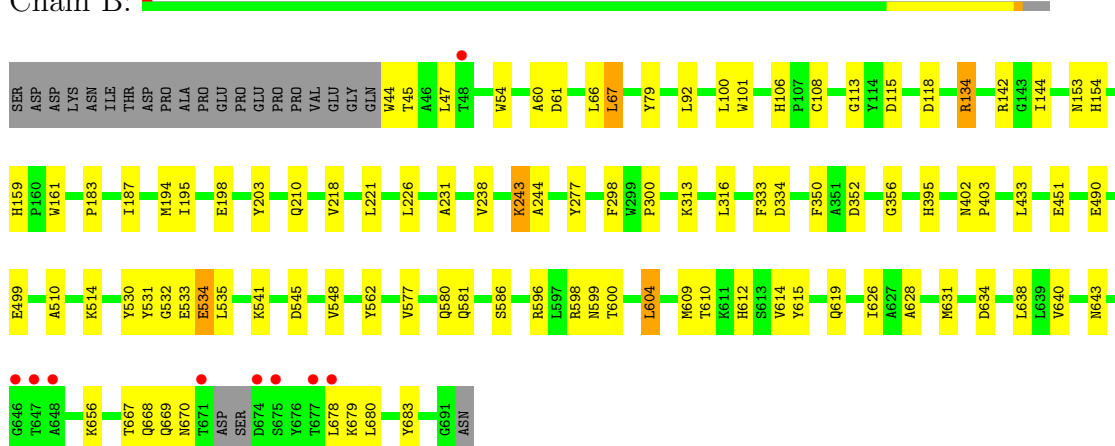 Chain B:
SER ASP ASP LYS ASN ILE THR ASP PRO ALA PRO GLU PRO GLU PRO PRO VAL GLU GLY GLN W44 T45 A46 L47 T48 W54 A60 D61 L66 L67 Y79 L92 L100 W101 H106 P107 C108 G113 Y114 D115 D118 R134 R142 G143 I144 N153 H154
H159 P160 W161 P183 I187 M194 I195 E198 Y203 Q210 V218 L221 L226 A231 V238 K243 A244 Y277 F298 W299 P300 K313 L316 F333 D334 F350 A351 D352 G356 H395 N402 P403 L433 E451 E490
E499 A510 K514 Y530 Y531 G532 E533 E534 L535 K541 D545 V548 Y562 V577 Q580 Q581 S586 R596 L597 R598 N599 T600 L604 M609 T610 K611 H612 S613 V614 Y615 Q619 I626 A627 A628 M631 D634 L638 L639 V640 N643
G646 T647 A648 K656 T667 Q668 Q669 N670 T671 ASP SER D674 S675 Y676 T677 L678 K679 L680 Y683 G691 ASN